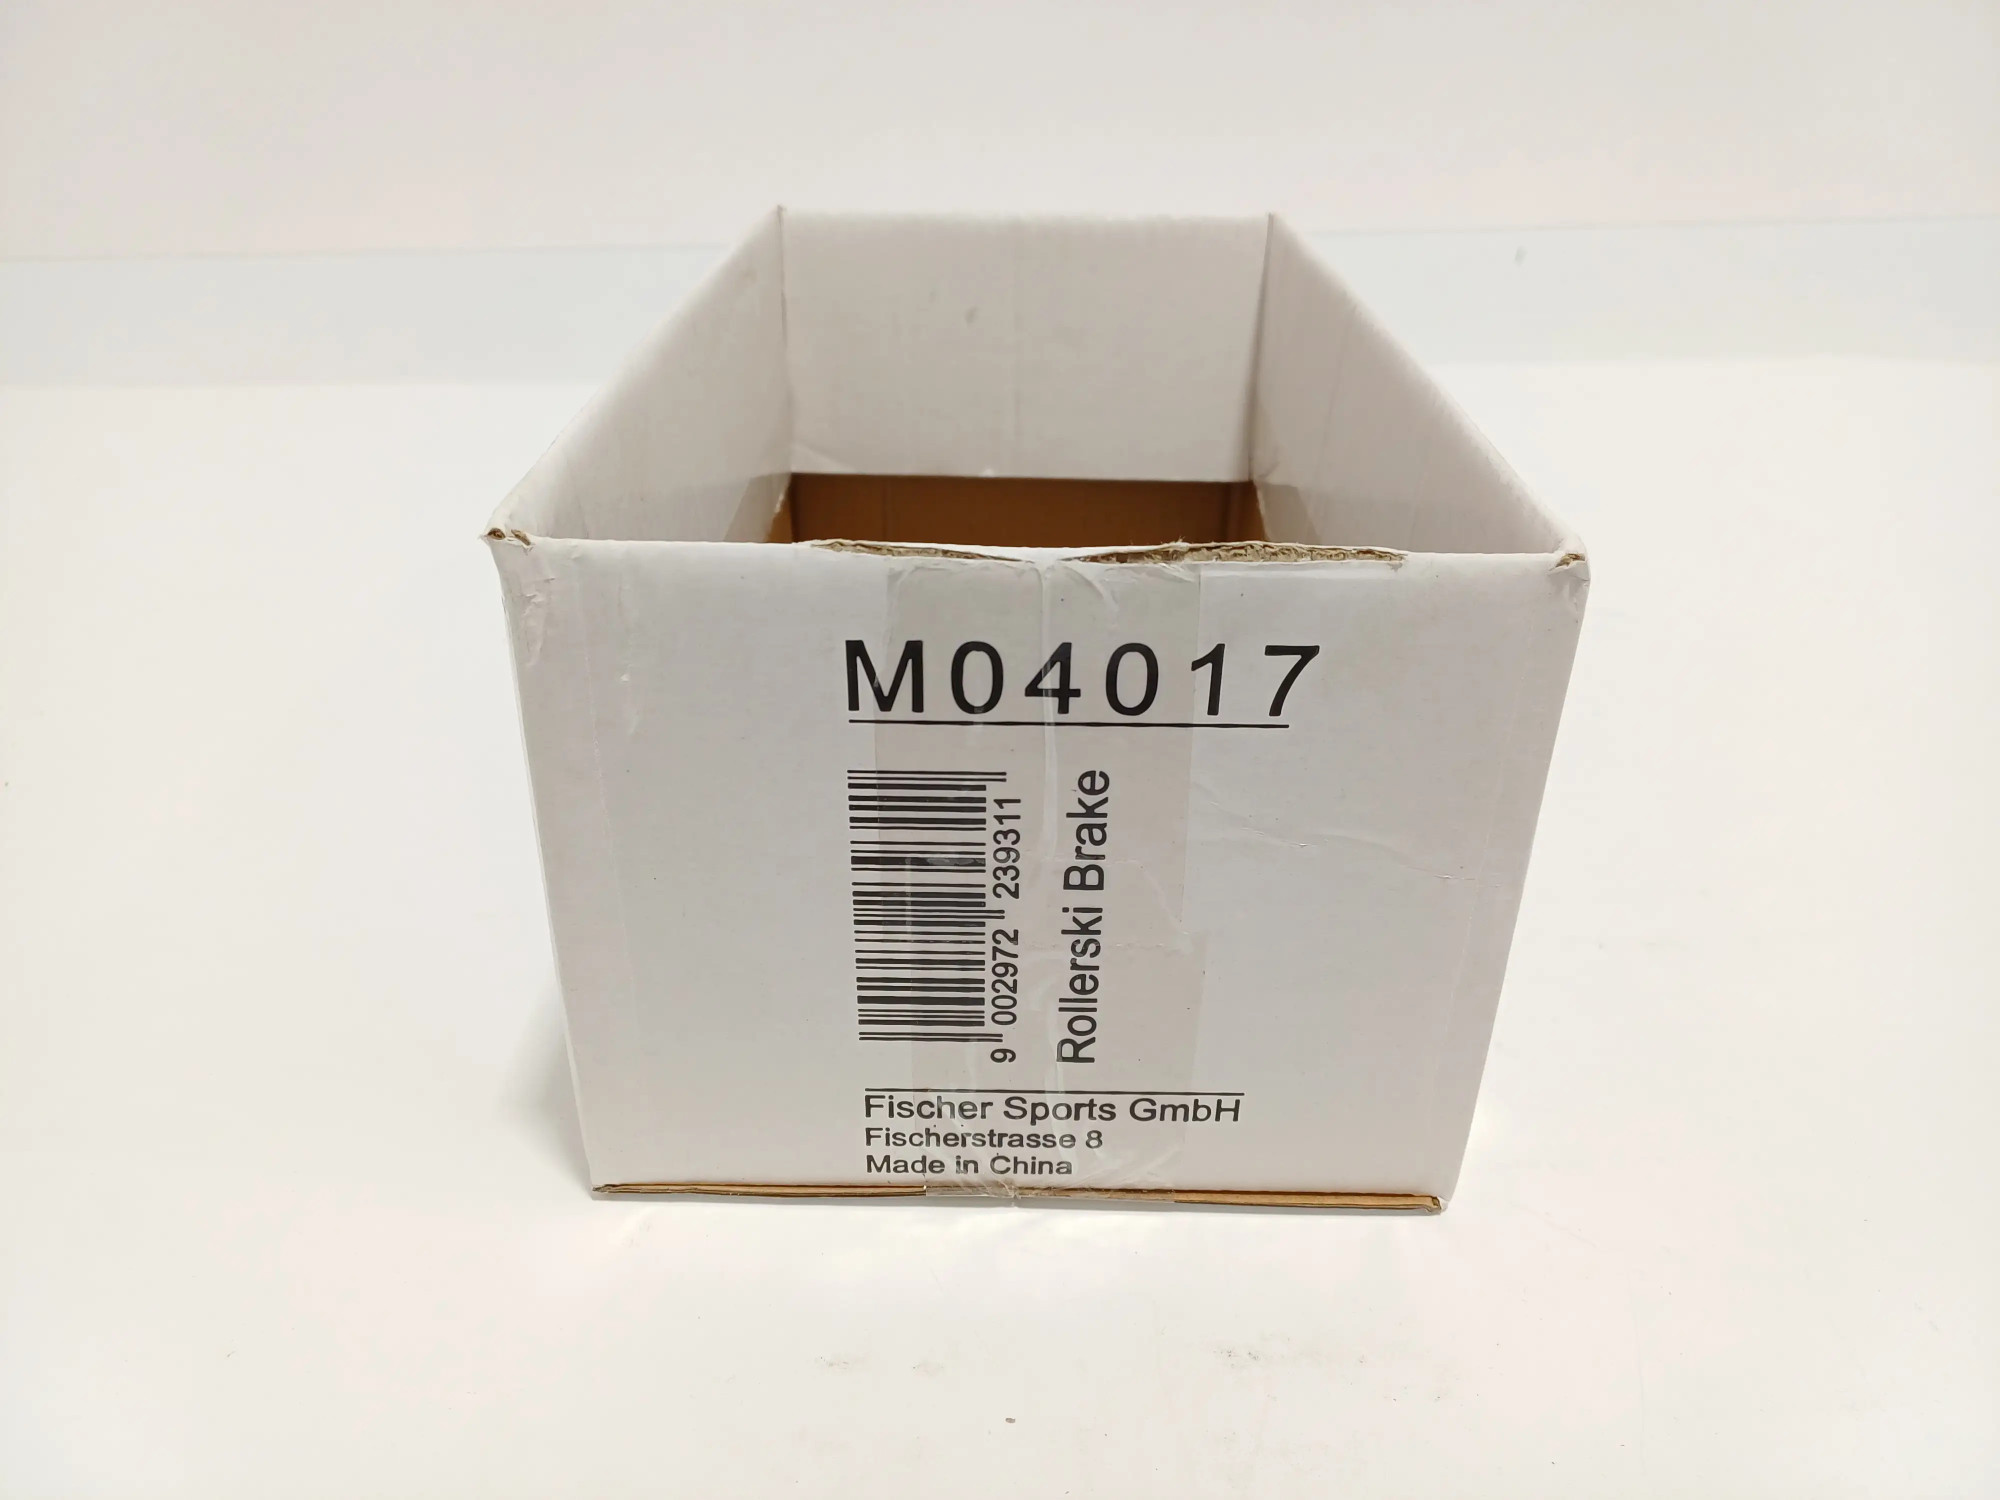 M04017
9 002972 239311
Rollerski Brake
Fischer Sports GmbH
Fischerstrasse 8
Made in China